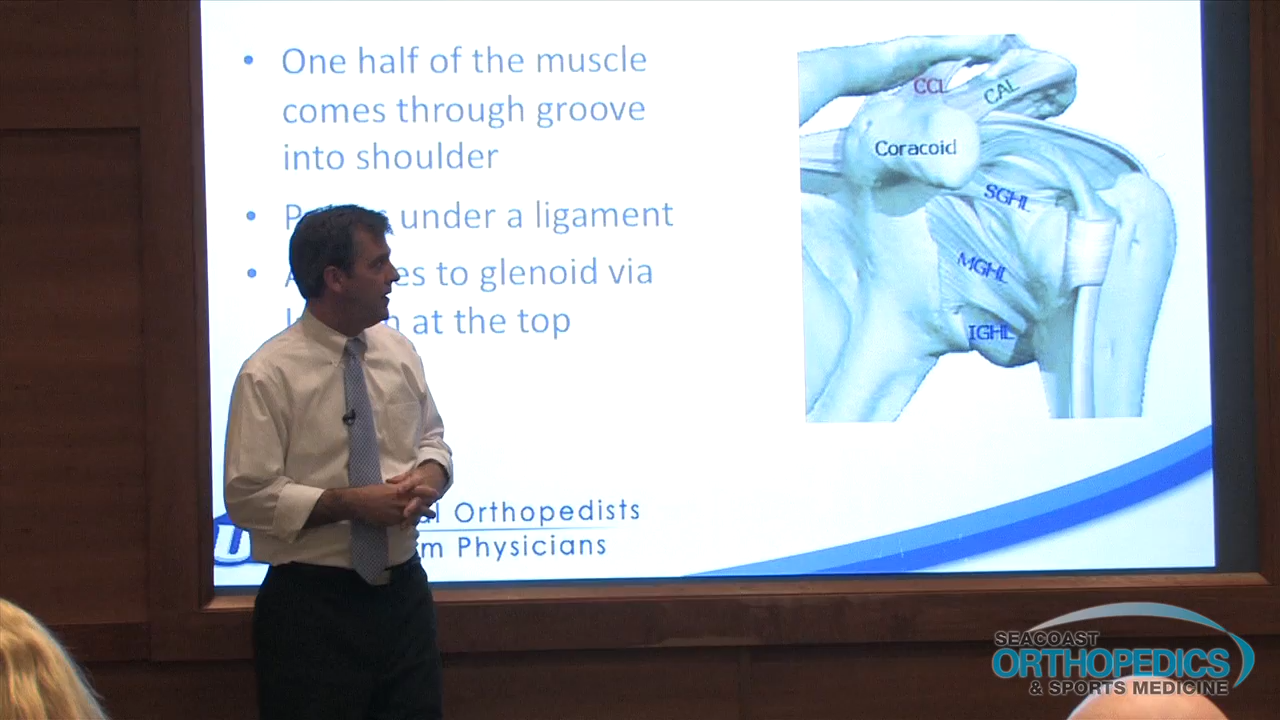 • One half of the muscle
comes through groove
into shoulder
• under a ligament
• to glenoid via
at the top
CCL
CAL
Coracoid
SGHL
MGHL
IGHL
Orthopedists
Physicians
SEACOAST
ORTHOPEDICS
& SPORTS MEDICINE